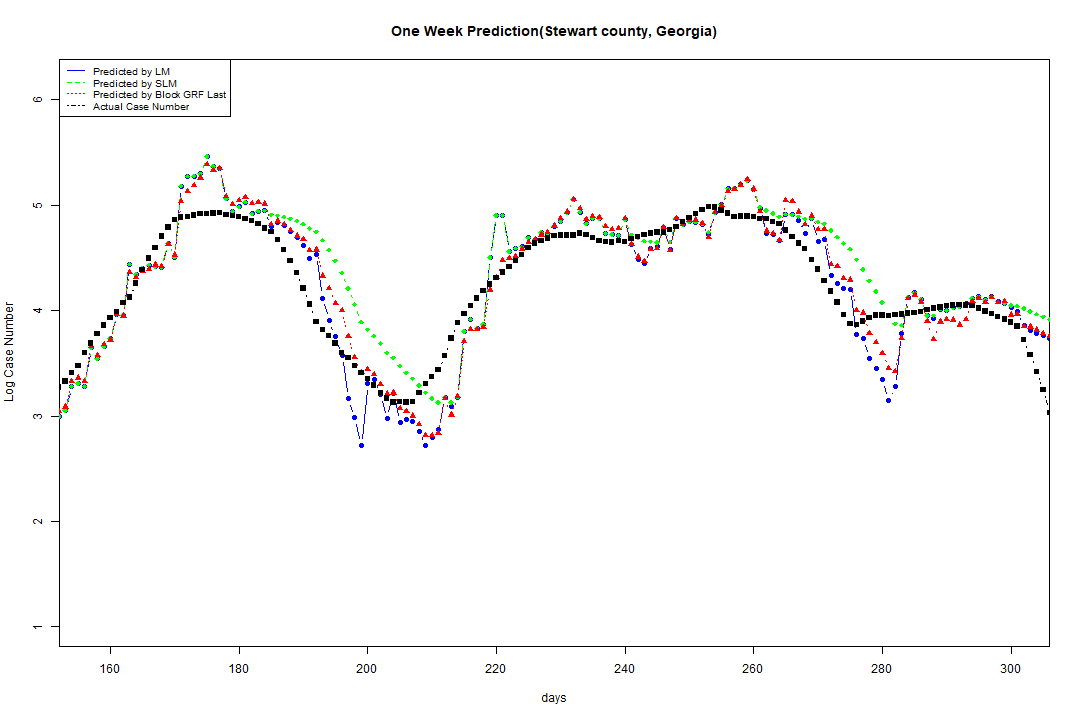 One Week Prediction(Stewart county, Georgia)
Predicted by LM
Predicted by SLM
Predicted by Block GRF Last
Actual Case Number
Log Case Number
6
5
4
3
2
1
160 180 200 220 240 260 280 300
days